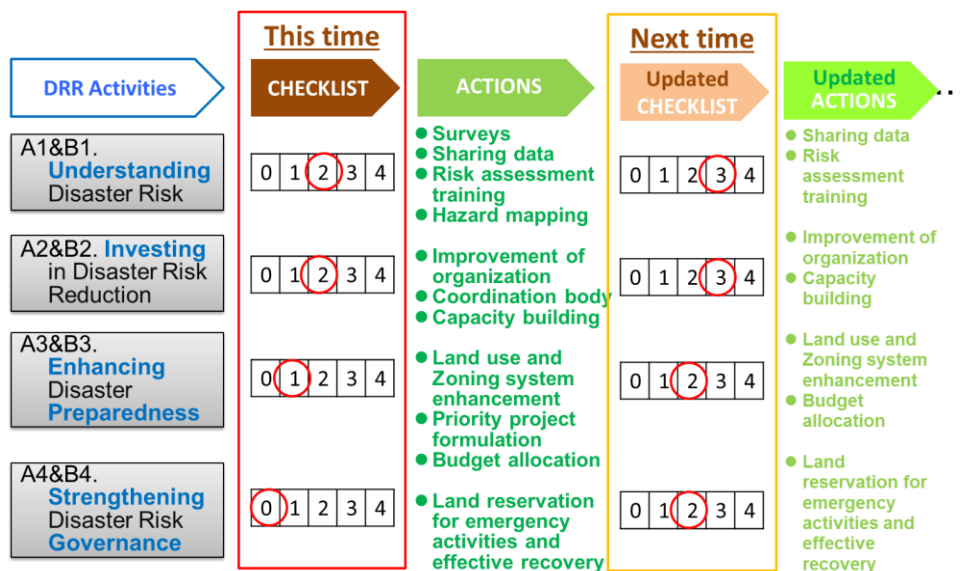 This time
Next time
DRR Activities
CHECKLIST
ACTIONS
Updated
CHECKLIST
Updated
ACTIONS
...
A1&B1.
Understanding
Disaster Risk
0 1 2 3 4
● Surveys
● Sharing data
● Risk assessment
training
● Hazard mapping
0 1 2 3 4
● Sharing data
● Risk
assessment
training
A2&B2. Investing
in Disaster Risk
Reduction
0 1 2 3 4
● Improvement of
organization
● Coordination body
● Capacity building
0 1 2 3 4
● Improvement of
organization
● Capacity
building
A3&B3.
Enhancing
Disaster
Preparedness
0 1 2 3 4
● Land use and
Zoning system
enhancement
● Priority project
formulation
● Budget allocation
0 1 2 3 4
● Land use and
Zoning system
enhancement
● Budget
allocation
A4&B4.
Strengthening
Disaster Risk
Governance
0 1 2 3 4
● Land reservation
for emergency
activities and
effective recovery
0 1 2 3 4
● Land
reservation for
emergency
activities and
effective
recovery